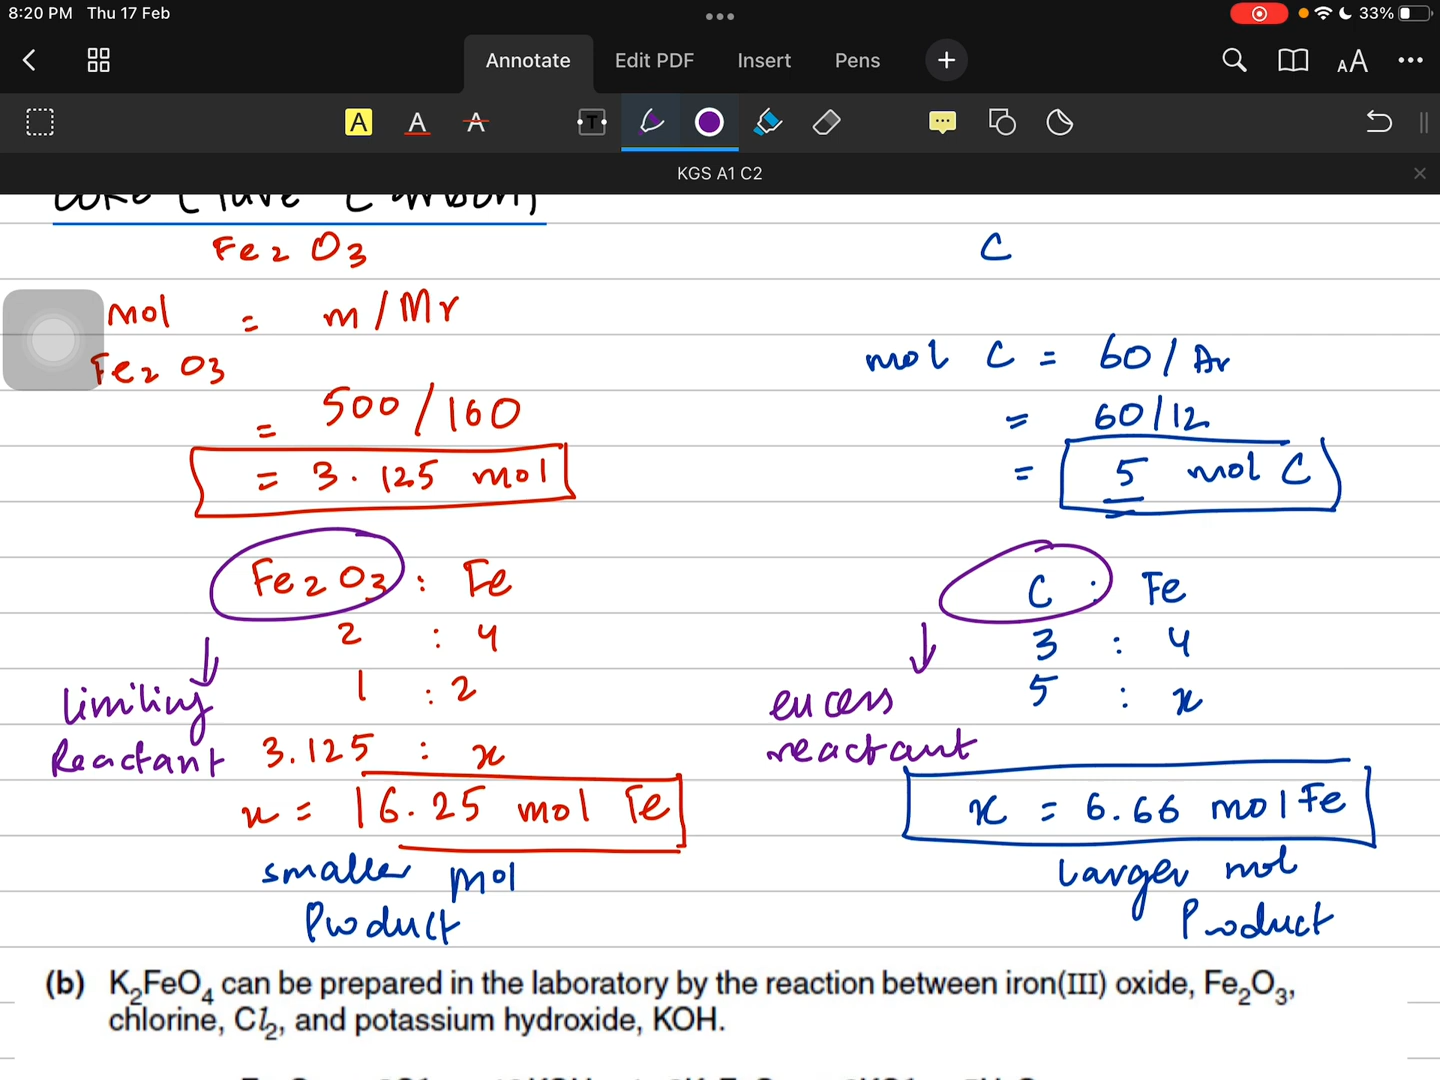 8:20 PM Thu 17 Feb
33%
Annotate Edit PDF Insert Pens
KGS A1 C2
Fe2O3
C
mol Fe2O3 = m/Mr
mol C = 60/Ar
= 500/160
= 60/12
= 3.125 mol
= 5 mol C
Fe2O3 : Fe
C : Fe
2 : 4
3 : 4
1 : 2
5 : x
limiting Reactant
excess reactant
3.125 : x
x = 16.25 mol Fe
x = 6.66 mol Fe
smaller mol
Product
Larger mol
Product
(b) K₂FeO₄ can be prepared in the laboratory by the reaction between iron(III) oxide, Fe₂O₃,
chlorine, Cl₂, and potassium hydroxide, KOH.